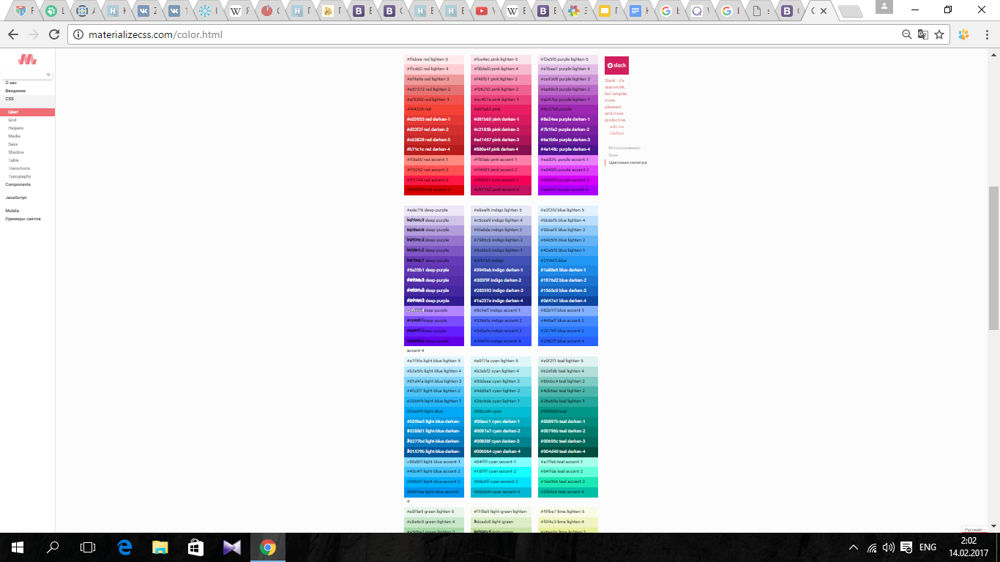 materializecss.com/color.html
О нас
Введение
CSS
Цвет
Grid
Helpers
Media
Sass
Shadow
Table
Transitions
Typography
Components
JavaScript
Mobile
Примеры сайтов
#ffebee red lighten-5
#ffcdd2 red lighten-4
#ef9a9a red lighten-3
#e57373 red lighten-2
#ef5350 red lighten-1
#f44336 red
#e53935 red darken-1
#d32f2f red darken-2
#c62828 red darken-3
#b71c1c red darken-4
#ff8a80 red accent-1
#ff5252 red accent-2
#ff1744 red accent-3
#d50000 red accent-4
#fce4ec pink lighten-5
#f8bbd0 pink lighten-4
#f48fb1 pink lighten-3
#f06292 pink lighten-2
#ec407a pink lighten-1
#e91e63 pink
#d81b60 pink darken-1
#c2185b pink darken-2
#ad1457 pink darken-3
#880e4f pink darken-4
#ff80ab pink accent-1
#ff4081 pink accent-2
#f50057 pink accent-3
#c51162 pink accent-4
#f3e5f5 purple lighten-5
#e1bee7 purple lighten-4
#ce93d8 purple lighten-3
#ba68c8 purple lighten-2
#ab47bc purple lighten-1
#9c27b0 purple
#8e24aa purple darken-1
#7b1fa2 purple darken-2
#6a1b9a purple darken-3
#4a148c purple darken-4
#ea80fc purple accent-1
#e040fb purple accent-2
#d500f9 purple accent-3
#aa00ff purple accent-4
slack
Slack - it's
teamwork,
but simpler,
more
pleasant
and more
productive.
ads via
Carbon
Использование
Sass
Цветовая палитра
#ede7f6 deep-purple
deep-purple
deep-purple
deep-purple
deep-purple
deep-purple
#5e35b1 deep-purple
deep-purple
deep-purple
deep-purple
deep-purple
deep-purple
deep-purple
deep-purple
accent-4
#e8eaf6 indigo lighten-5
#c5cae9 indigo lighten-4
#9fa8da indigo lighten-3
#7986cb indigo lighten-2
#5c6bc0 indigo lighten-1
#3f51b5 indigo
#3949ab indigo darken-1
#303f9f indigo darken-2
#283593 indigo darken-3
#1a237e indigo darken-4
#8c9eff indigo accent-1
#536dfe indigo accent-2
#3d5afe indigo accent-3
#304ffe indigo accent-4
#e3f2fd blue lighten-5
#bbdefb blue lighten-4
#90caf9 blue lighten-3
#64b5f6 blue lighten-2
#42a5f5 blue lighten-1
#2196f3 blue
#1e88e5 blue darken-1
#1976d2 blue darken-2
#1565c0 blue darken-3
#0d47a1 blue darken-4
#82b1ff blue accent-1
#448aff blue accent-2
#2979ff blue accent-3
#2962ff blue accent-4
#e1f5fe light-blue lighten-5
#b3e5fc light-blue lighten-4
#81d4fa light-blue lighten-3
#4fc3f7 light-blue lighten-2
#29b6f6 light-blue lighten-1
#03a9f4 light-blue
#039be5 light-blue darken-
#0288d1 light-blue darken-
#0277bd light-blue darken-
#01579b light-blue darken-
#80d8ff light-blue accent-1
#40c4ff light-blue accent-2
#00b0ff light-blue accent-3
#0091ea light-blue accent-
4
#e0f7fa cyan lighten-5
#b2ebf2 cyan lighten-4
#80deea cyan lighten-3
#4dd0e1 cyan lighten-2
#26c6da cyan lighten-1
#00bcd4 cyan
#00acc1 cyan darken-1
#0097a7 cyan darken-2
#00838f cyan darken-3
#006064 cyan darken-4
#84ffff cyan accent-1
#18ffff cyan accent-2
#00e5ff cyan accent-3
#00b8d4 cyan accent-4
#e0f2f1 teal lighten-5
#b2dfdb teal lighten-4
#80cbc4 teal lighten-3
#4db6ac teal lighten-2
#26a69a teal lighten-1
#009688 teal
#00897b teal darken-1
#00796b teal darken-2
#00695c teal darken-3
#004d40 teal darken-4
#a7ffeb teal accent-1
#64ffda teal accent-2
#1de9b6 teal accent-3
#00bfa5 teal accent-4
#e8f5e9 green lighten-5
#c8e6c9 green lighten-4
#a5d6a7 green lighten-3
#f1f8e9 light-green lighten-
#dcedc8 light-green
light-green
#f9fbe7 lime lighten-5
#f0f4c3 lime lighten-4
#e6ee9c lime lighten-3
Русский
ENG
2:02
14.02.2017